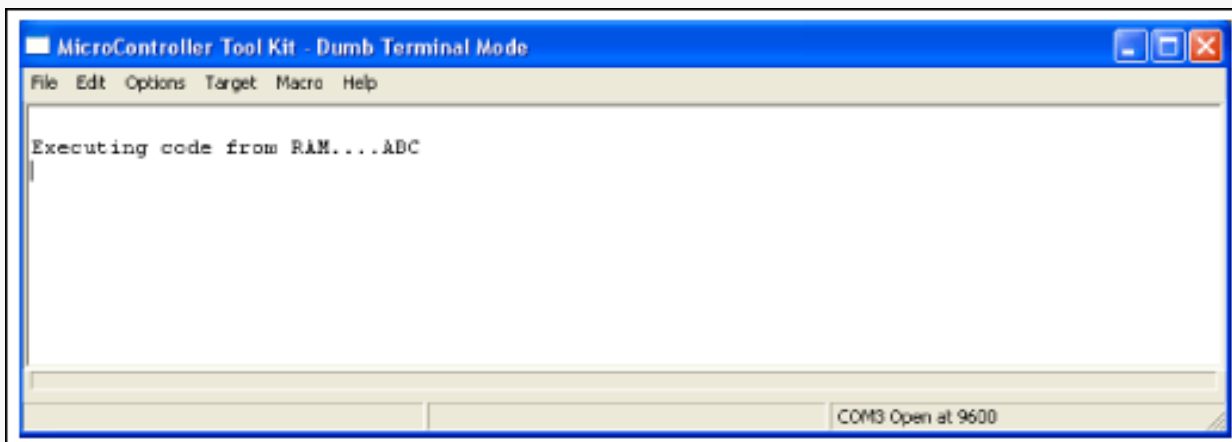 MicroController Tool Kit - Dumb Terminal Mode
File Edit Options Target Macro Help
Executing code from RAM....ABC
COM3 Open at 9600